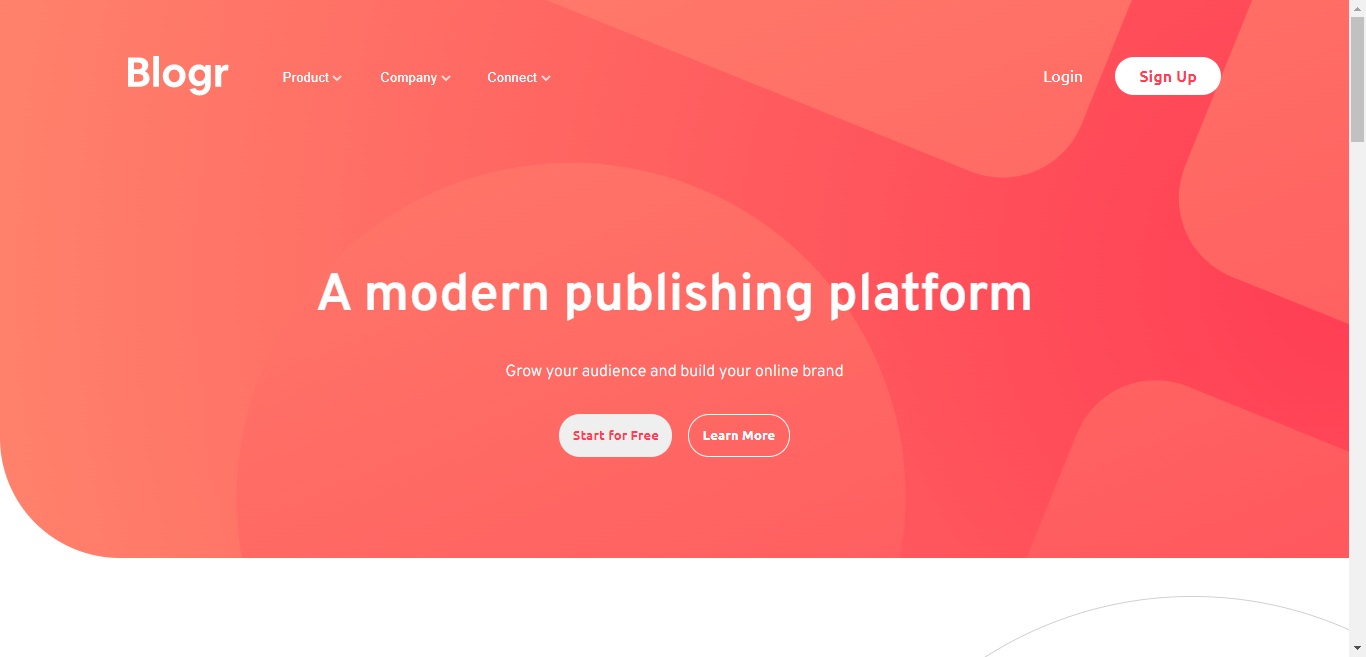 Blogr Product Company Connect Login Sign Up
A modern publishing platform
Grow your audience and build your online brand
Start for Free Learn More